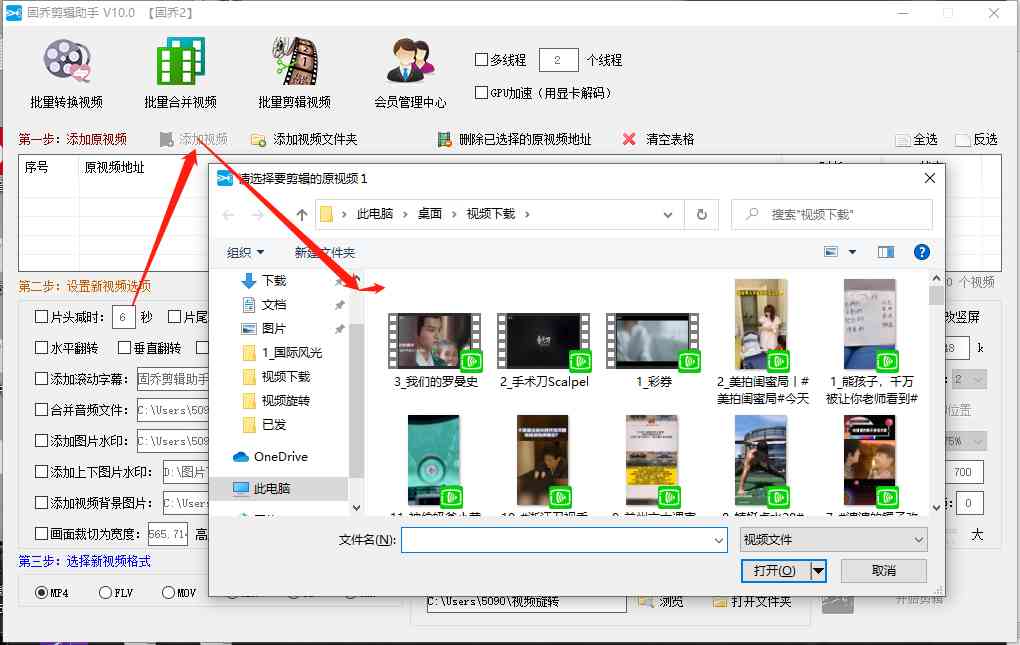 固乔剪辑助手 V10.0 【固乔2】
批量转换视频
批量合并视频
批量剪辑视频
会员管理中心
多线程 2 个线程
GPU加速（用显卡解码）
第一步：添加原视频 添加视频 添加视频文件夹 删除已选择的原视频地址 清空表格 全选 反选
序号 原视频地址
请选择要剪辑的原视频1
此电脑 › 桌面 › 视频下载 ›
搜索"视频下载"
组织 新建文件夹
下载
文档
图片
1_国际风光
视频下载
视频旋转
已发
OneDrive
此电脑
3_我们的罗曼史
2_手术刀Scalpel
1_彩券
2_美拍闺蜜局丨#
美拍闺蜜局#今天
1_熊孩子，千万
被让你老师看到#
文件名(N):
视频文件
打开(O)
取消
个视频
第二步：设置新视频选项
片头减时： 6 秒 片尾
改竖屏
水平翻转 垂直翻转
k
添加滚动字幕： 固乔剪辑助手
2
合并音频文件： C:\Users\509
位置
添加图片水印： C:\Users\509
75%
添加上下图片水印： D:\图片
700
添加视频背景图片： C:\Users
0
画面裁切为宽度： 565.714 高
大
第三步：选择新视频格式
MP4 FLV MOV
C:\Users\5090\视频旋转 浏览 打开文件夹 开始剪辑